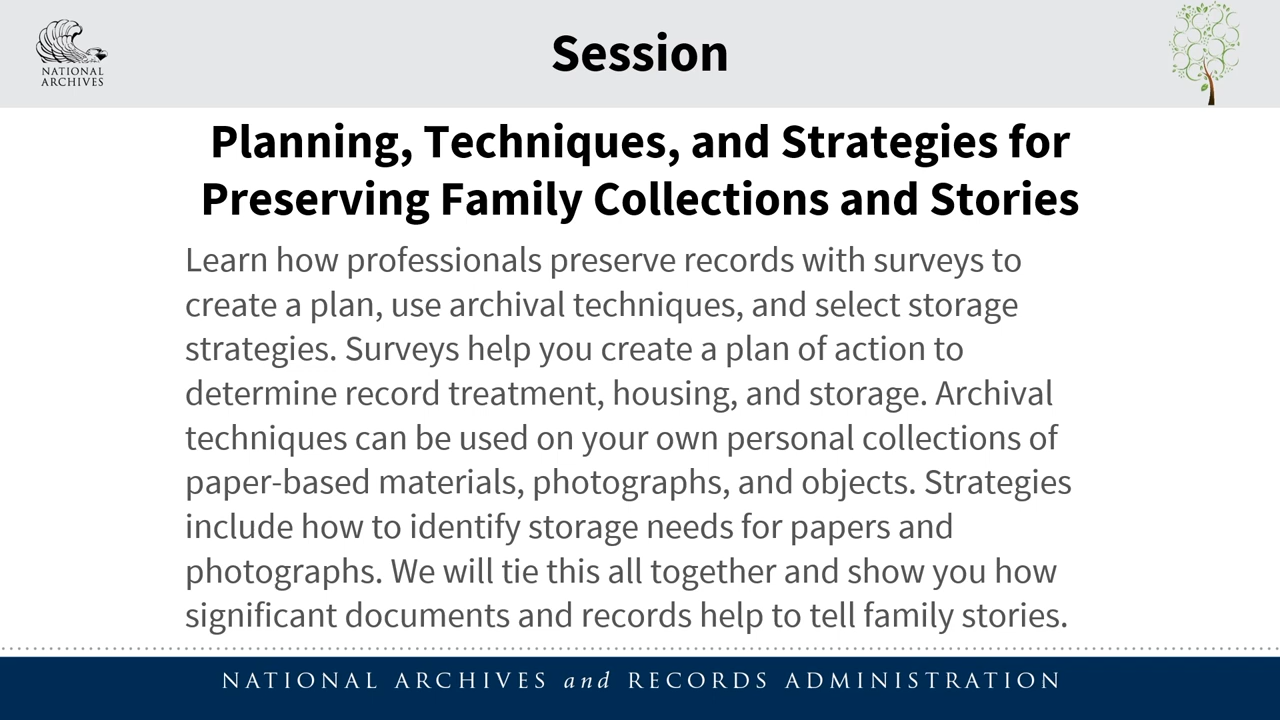 NATIONAL
ARCHIVES
Session
Planning, Techniques, and Strategies for
Preserving Family Collections and Stories
Learn how professionals preserve records with surveys to
create a plan, use archival techniques, and select storage
strategies. Surveys help you create a plan of action to
determine record treatment, housing, and storage. Archival
techniques can be used on your own personal collections of
paper-based materials, photographs, and objects. Strategies
include how to identify storage needs for papers and
photographs. We will tie this all together and show you how
significant documents and records help to tell family stories.
NATIONAL ARCHIVES and RECORDS ADMINISTRATION